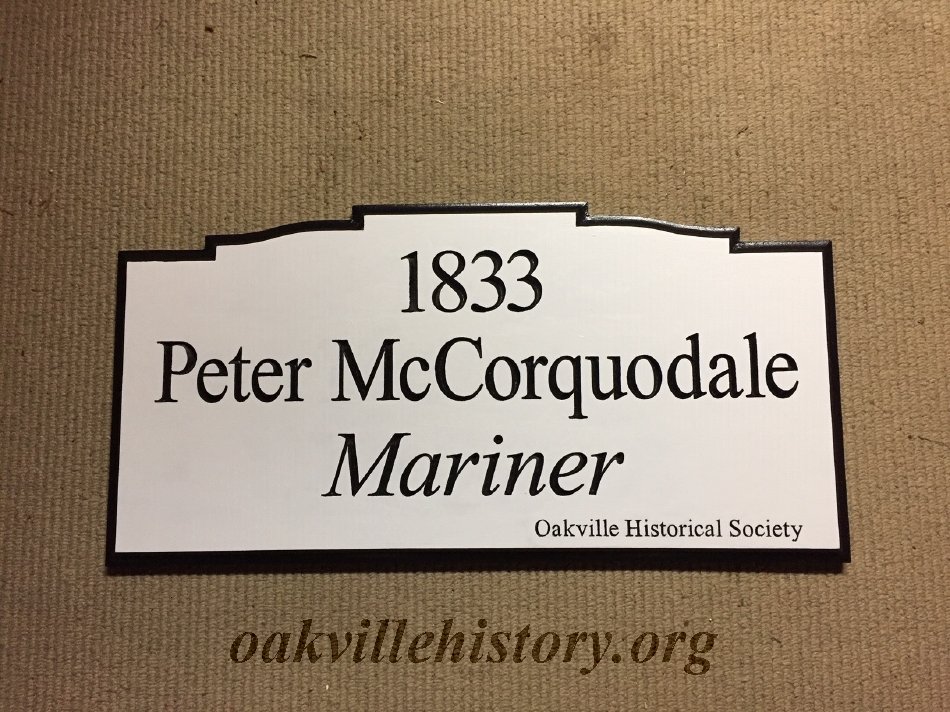 1833
Peter McCorquodale
Mariner
Oakville Historical Society
oakvillehistory.org